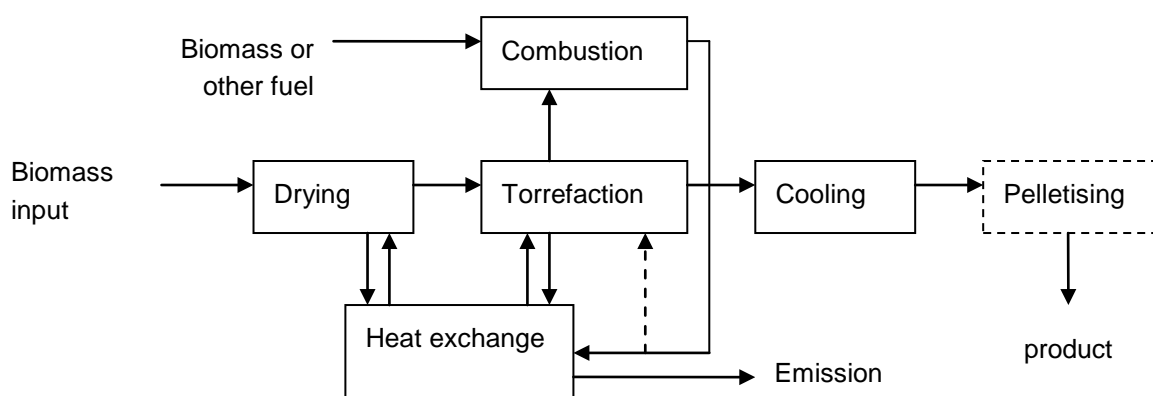 Biomass or
other fuel
Combustion
Biomass
input
Drying
Torrefaction
Cooling
Pelletising
Heat exchange
product
Emission